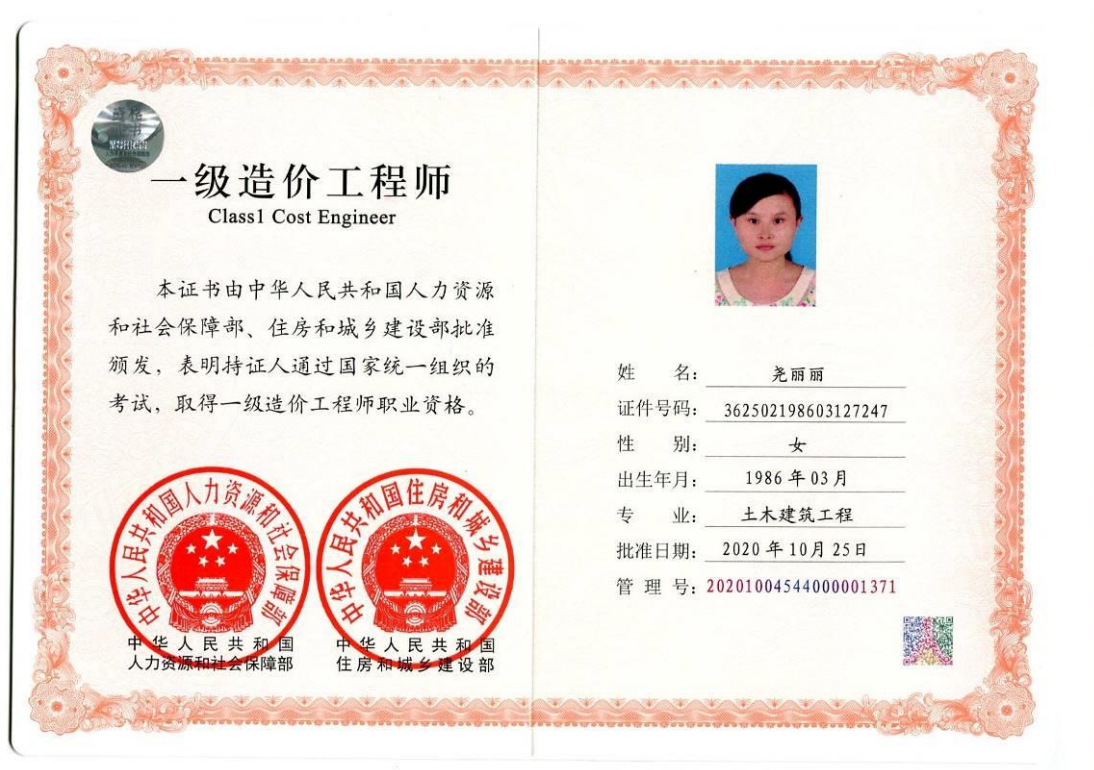 一级造价工程师
Class1 Cost Engineer
本证书由中华人民共和国人力资源
和社会保障部、住房和城乡建设部批准
颁发，表明持证人通过国家统一组织的
考试，取得一级造价工程师职业资格。
中华人民共和国人力资源和社会保障部
中华人民共和国住房和城乡建设部
中华人民共和国
人力资源和社会保障部
中华人民共和国
住房和城乡建设部
姓名：尧丽丽
证件号码：362502198603127247
性别：女
出生年月：1986年03月
专业：土木建筑工程
批准日期：2020年10月25日
管理号：20201004544000001371